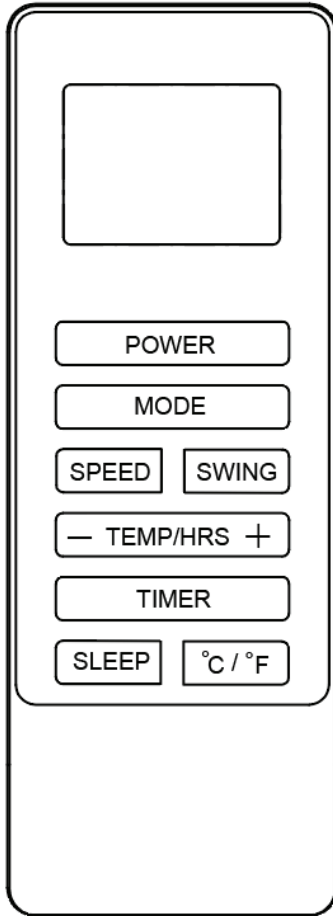 POWER
MODE
SPEED SWING
— TEMP/HRS +
TIMER
SLEEP °C / °F